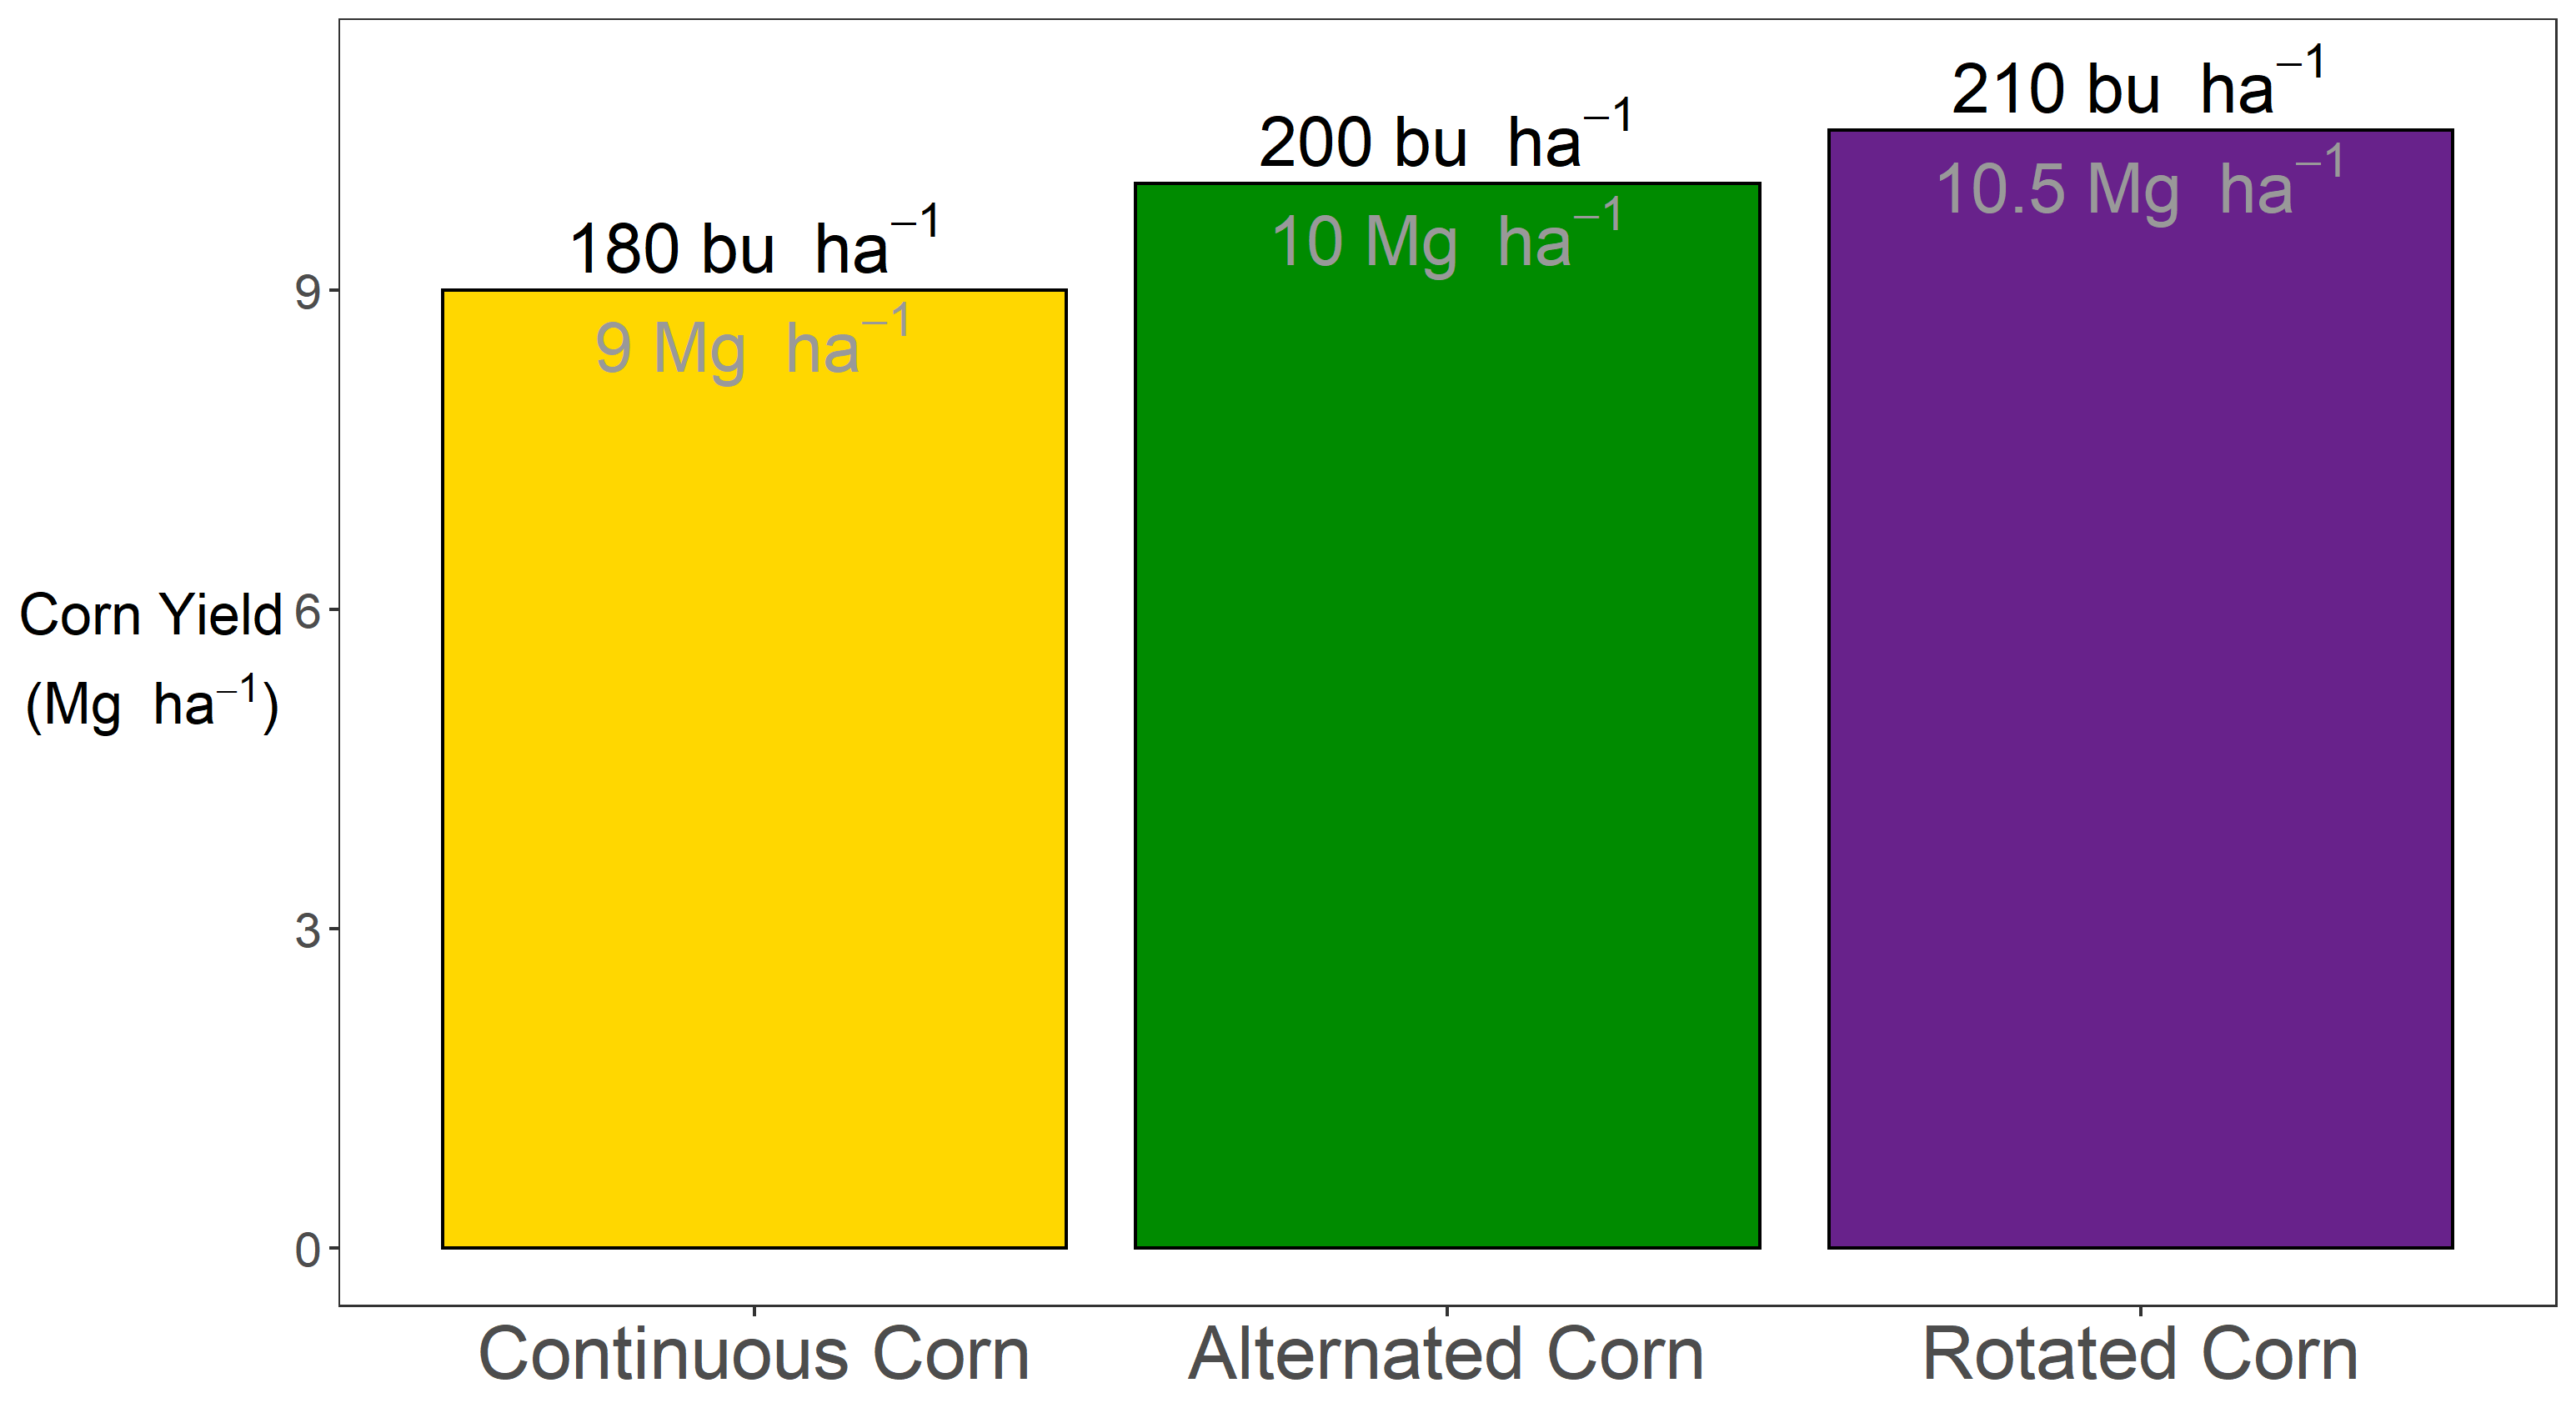 210 bu ha⁻¹
200 bu ha⁻¹
10.5 Mg ha⁻¹
180 bu ha⁻¹
10 Mg ha⁻¹
9
9 Mg ha⁻¹
Corn Yield
(Mg ha⁻¹)
6
3
0
Continuous Corn
Alternated Corn
Rotated Corn